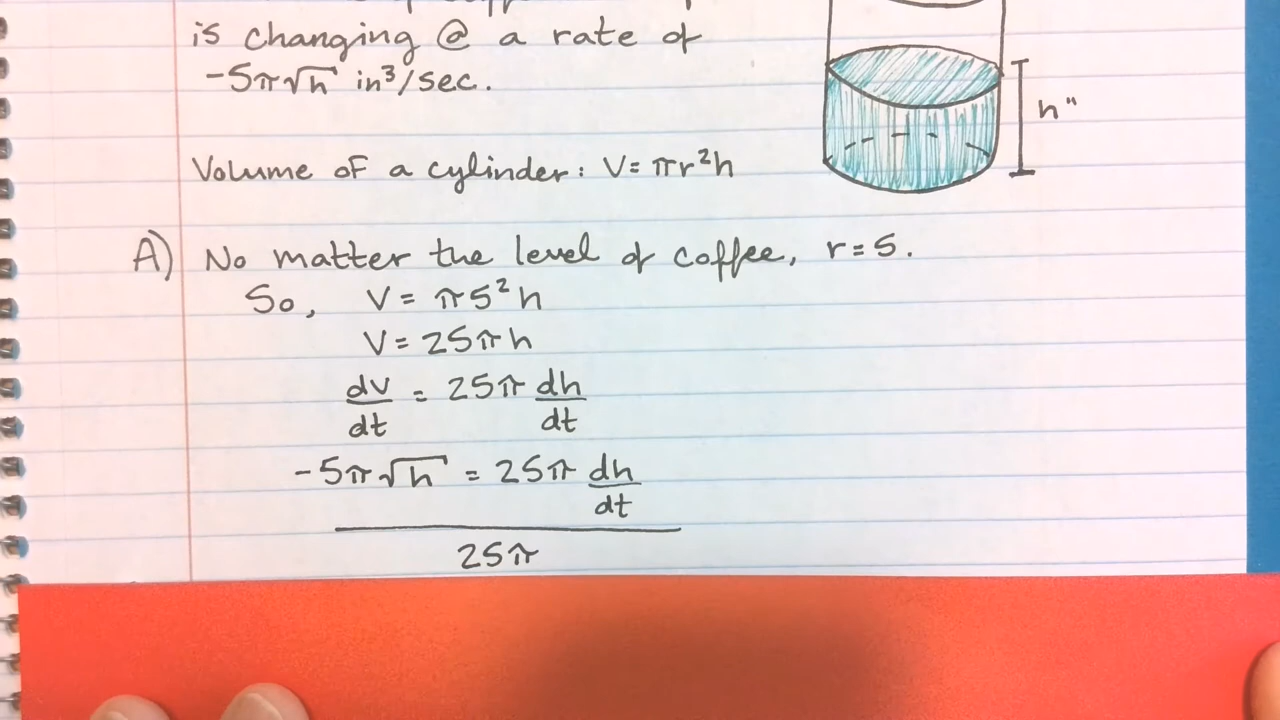 is changing @ a rate of
-5π√h in³/sec.
h"
Volume of a cylinder: V= πr²h
A) No matter the level of coffee, r=5.
So, V= π5²h
V= 25πh
dV/dt = 25π dh/dt
-5π√h = 25π dh/dt
25π